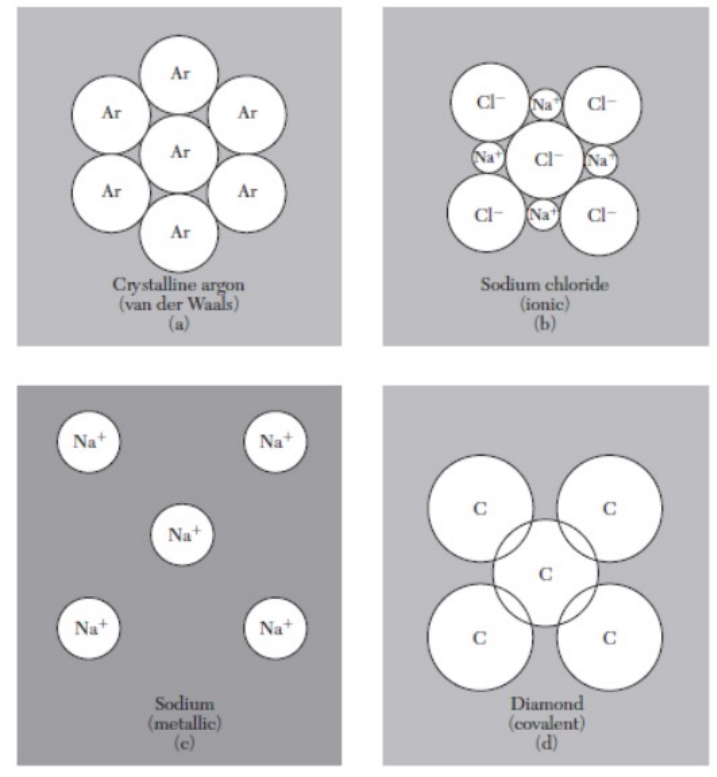 Ar
Ar Ar
Ar
Ar Ar
Ar
Crystalline argon
(van der Waals)
(a)
Cl⁻ Na⁺ Cl⁻
Na⁺ Cl⁻ Na⁺
Cl⁻ Na⁺ Cl⁻
Sodium chloride
(ionic)
(b)
Na⁺ Na⁺
Na⁺
Na⁺ Na⁺
Sodium
(metallic)
(c)
C C
C
C C
Diamond
(covalent)
(d)